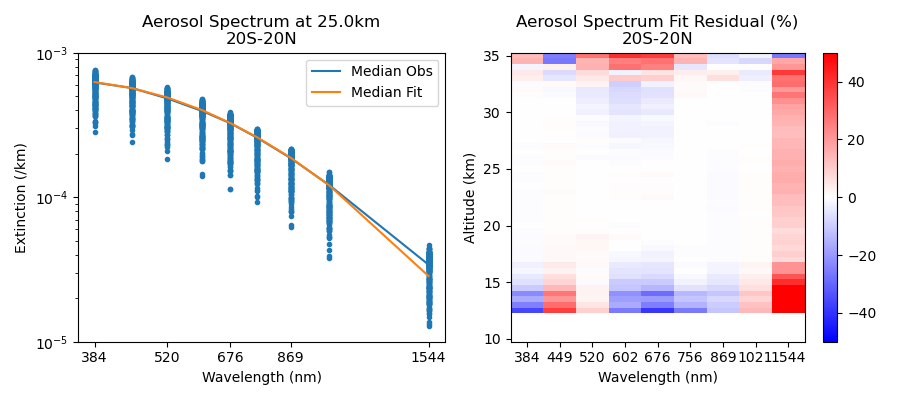 Aerosol Spectrum at 25.0km
20S-20N
Median Obs
Median Fit
10⁻³
10⁻⁴
10⁻⁵
Extinction (/km)
384 520 676 869 1544
Wavelength (nm)
Aerosol Spectrum Fit Residual (%)
20S-20N
35
30
25
20
15
10
Altitude (km)
384 449 520 602 676 756 869 1021 1544
Wavelength (nm)
40
20
0
−20
−40